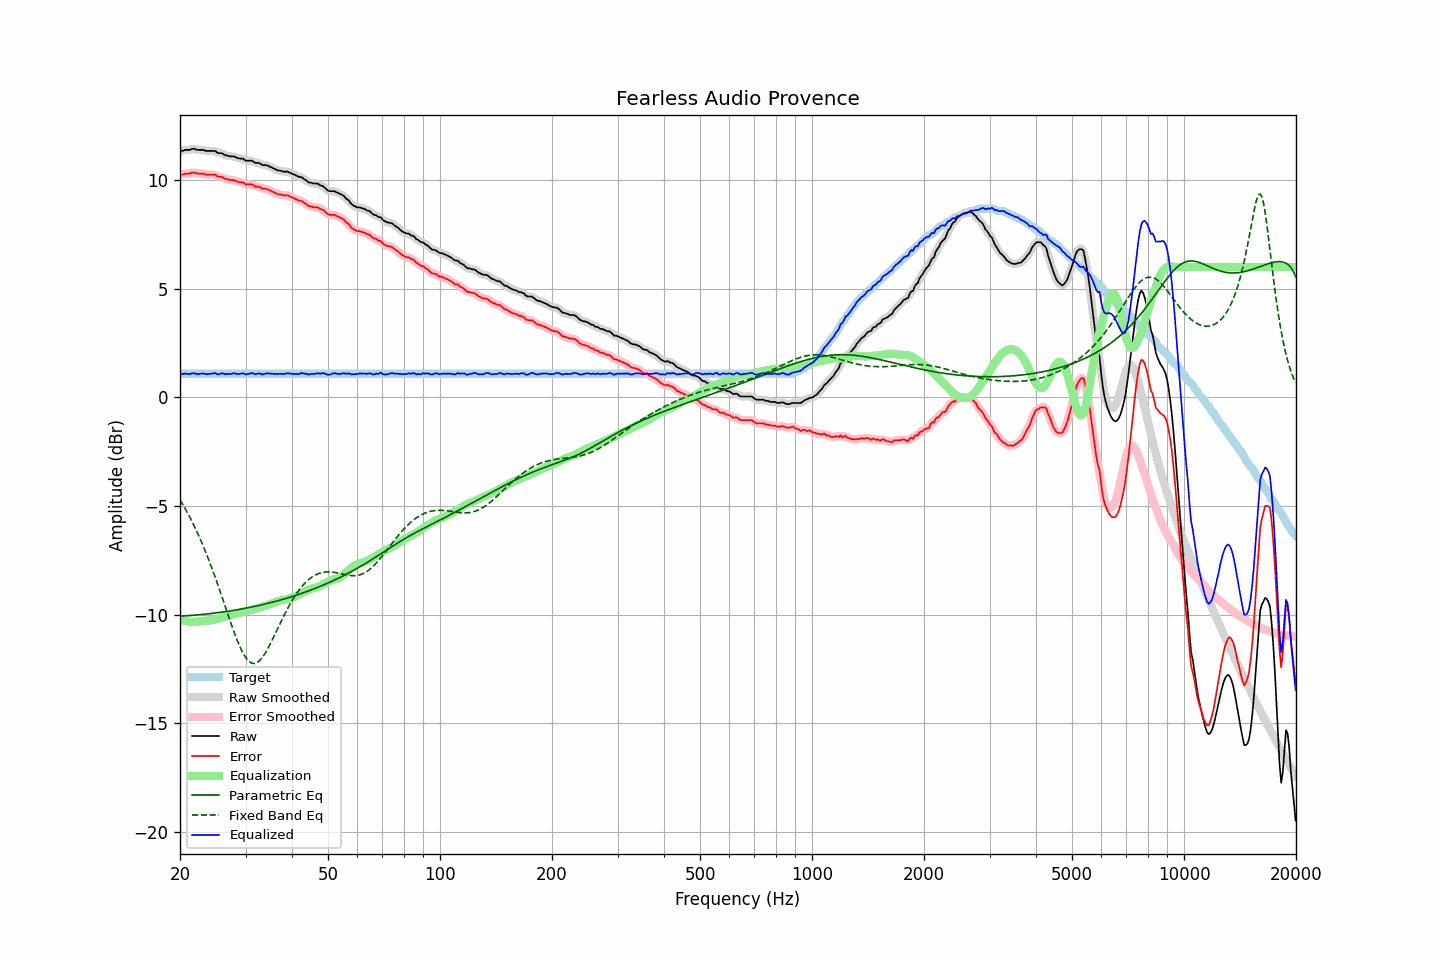 Fearless Audio Provence
Amplitude (dBr)
10
5
0
−5
−10
−15
−20
Target
Raw Smoothed
Error Smoothed
Raw
Error
Equalization
Parametric Eq
Fixed Band Eq
Equalized
20 50 100 200 500 1000 2000 5000 10000 20000
Frequency (Hz)